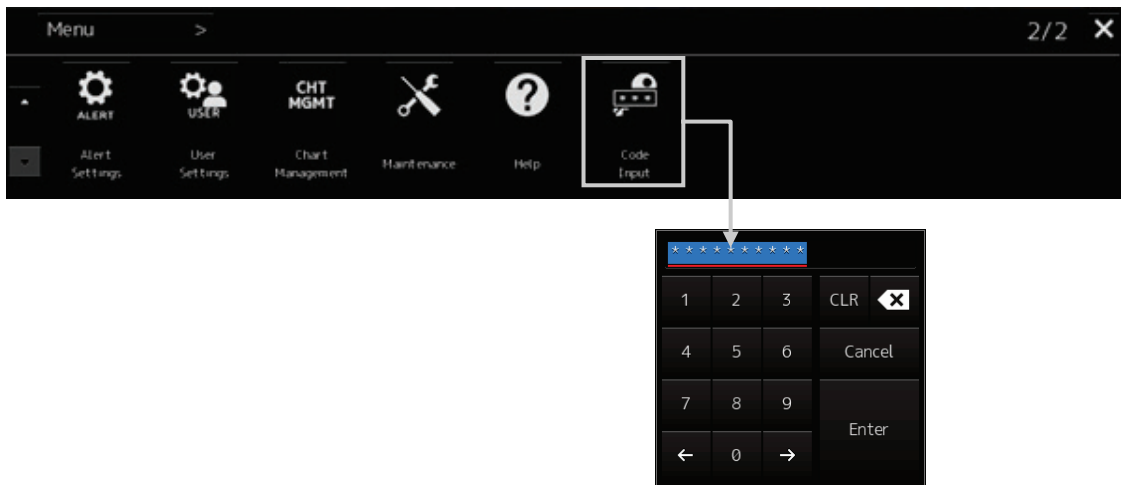 Menu >
2/2 ×
ALERT
USER
CHT
MGMT
?
Alert
Settings
User
Settings
Chart
Management
Maintenance
Help
Code
Input
* * * * * * * * * *
1 2 3 CLR
4 5 6 Cancel
7 8 9
Enter
← 0 →